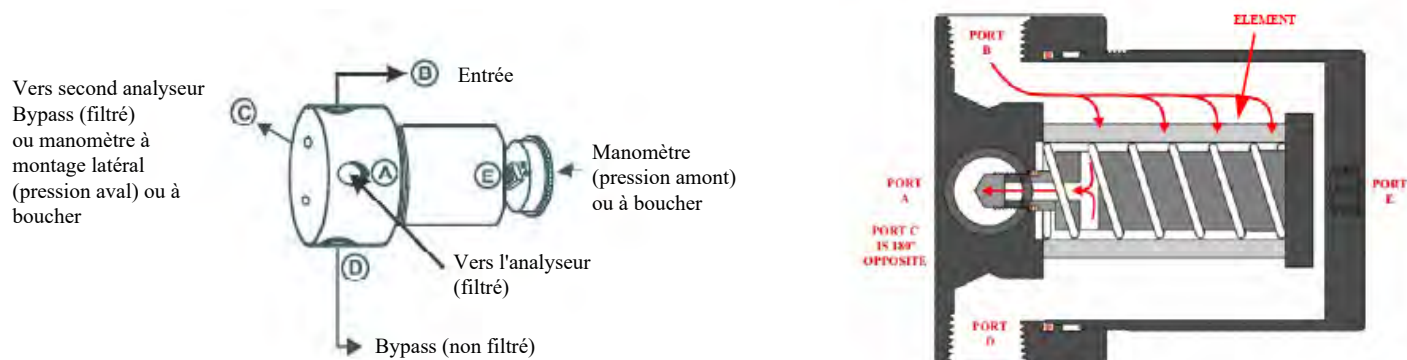 Vers second analyseur
Bypass (filtré)
ou manomètre à
montage latéral
(pression aval) ou à
boucher
C
B
Entrée
A
E
Manomètre
(pression amont)
ou à boucher
D
Vers l'analyseur
(filtré)
Bypass (non filtré)
ELEMENT
PORT
B
PORT
A
PORT
E
PORT C
IS 180°
OPPOSITE
PORT
D